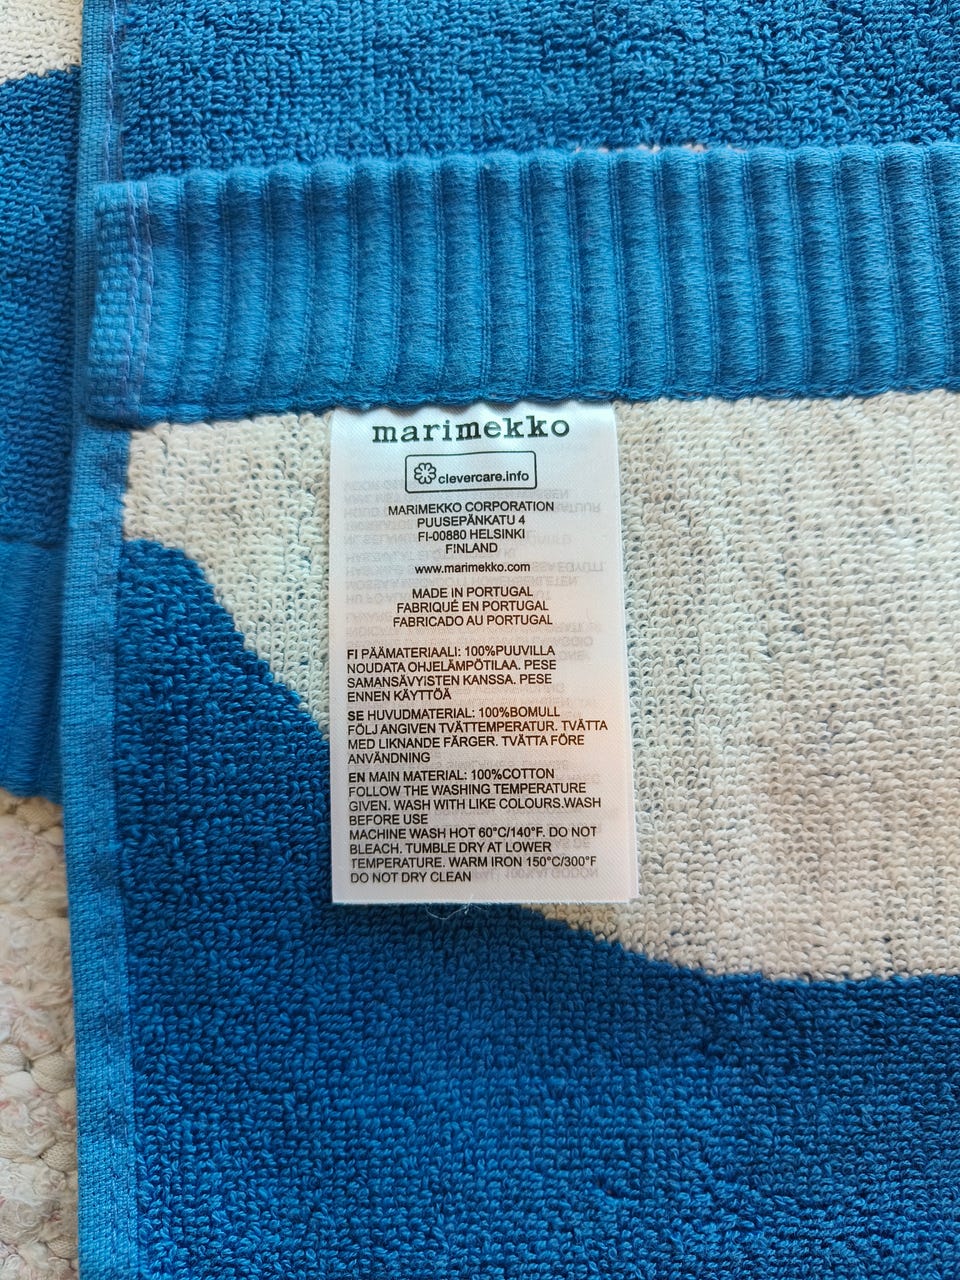 marimekko
clevercare.info
MARIMEKKO CORPORATION
PUUSEPÄNKATU 4
FI-00880 HELSINKI
FINLAND
www.marimekko.com
MADE IN PORTUGAL
FABRIQUÉ EN PORTUGAL
FABRICADO AU PORTUGAL
FI PÄÄMATERIAALI: 100%PUUVILLA
NOUDATA OHJELÄMPÖTILAA. PESE
SAMANSÄVYISTEN KANSSA. PESE
ENNEN KÄYTTÖÄ
SE HUVUDMATERIAL: 100%BOMULL
FÖLJ ANGIVEN TVÄTTEMPERATUR. TVÄTTA
MED LIKNANDE FÄRGER. TVÄTTA FÖRE
ANVÄNDNING
EN MAIN MATERIAL: 100%COTTON
FOLLOW THE WASHING TEMPERATURE
GIVEN. WASH WITH LIKE COLOURS.WASH
BEFORE USE
MACHINE WASH HOT 60°C/140°F. DO NOT
BLEACH. TUMBLE DRY AT LOWER
TEMPERATURE. WARM IRON 150°C/300°F
DO NOT DRY CLEAN